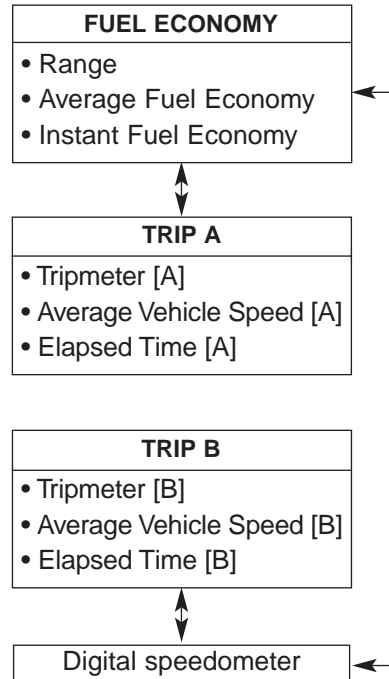 FUEL ECONOMY
• Range
• Average Fuel Economy
• Instant Fuel Economy
TRIP A
• Tripmeter [A]
• Average Vehicle Speed [A]
• Elapsed Time [A]
TRIP B
• Tripmeter [B]
• Average Vehicle Speed [B]
• Elapsed Time [B]
Digital speedometer